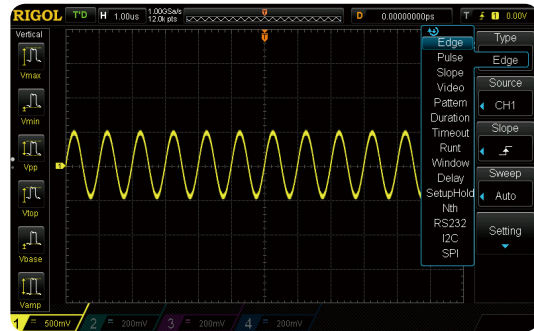 RIGOL T'D H 1.00us 1.00GSa/s 12.0k pts D 0.00000000ps T 1 0.00V
Vertical
Vmax
Vmin
Vpp
Vtop
Vbase
Vamp
T
T
1
Edge
Pulse
Slope
Video
Pattern
Duration
Timeout
Runt
Window
Delay
SetupHold
Nth
RS232
I2C
SPI
Type
Edge
Source
CH1
Slope
Sweep
Auto
Setting
1 = 500mV 2 = 200mV 3 = 200mV 4 = 200mV